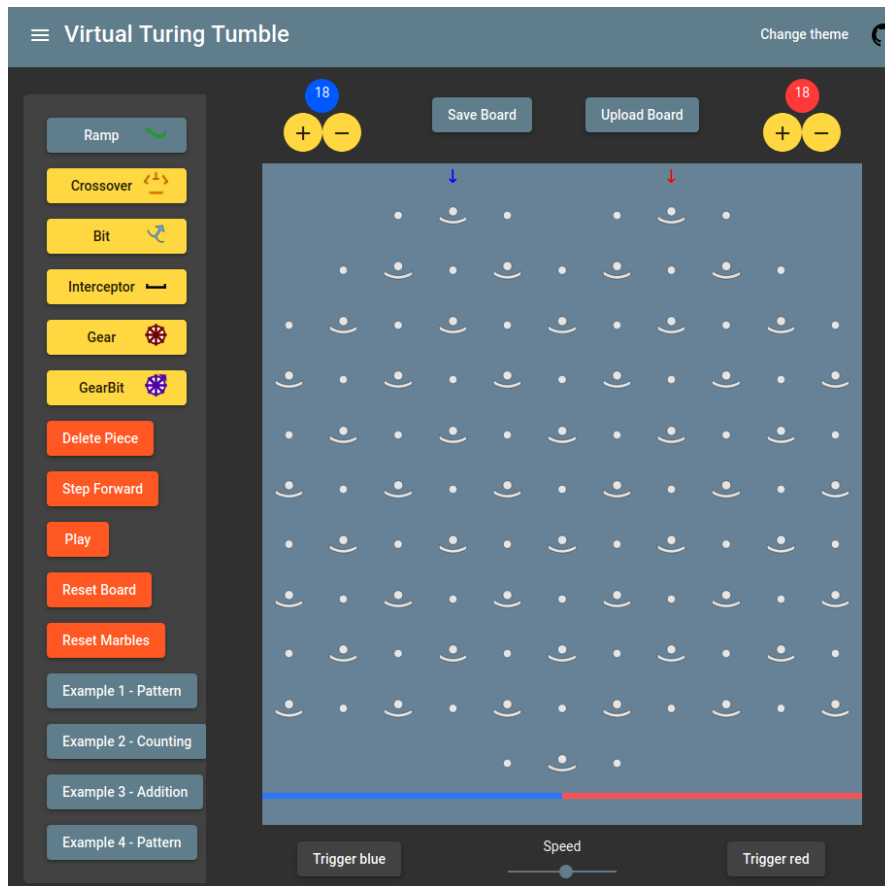 Virtual Turing Tumble
Change theme
18
Save Board
Upload Board
18
+
−
+
−
Ramp
Crossover
Bit
Interceptor
Gear
GearBit
Delete Piece
Step Forward
Play
Reset Board
Reset Marbles
Example 1 - Pattern
Example 2 - Counting
Example 3 - Addition
Example 4 - Pattern
Trigger blue
Speed
Trigger red